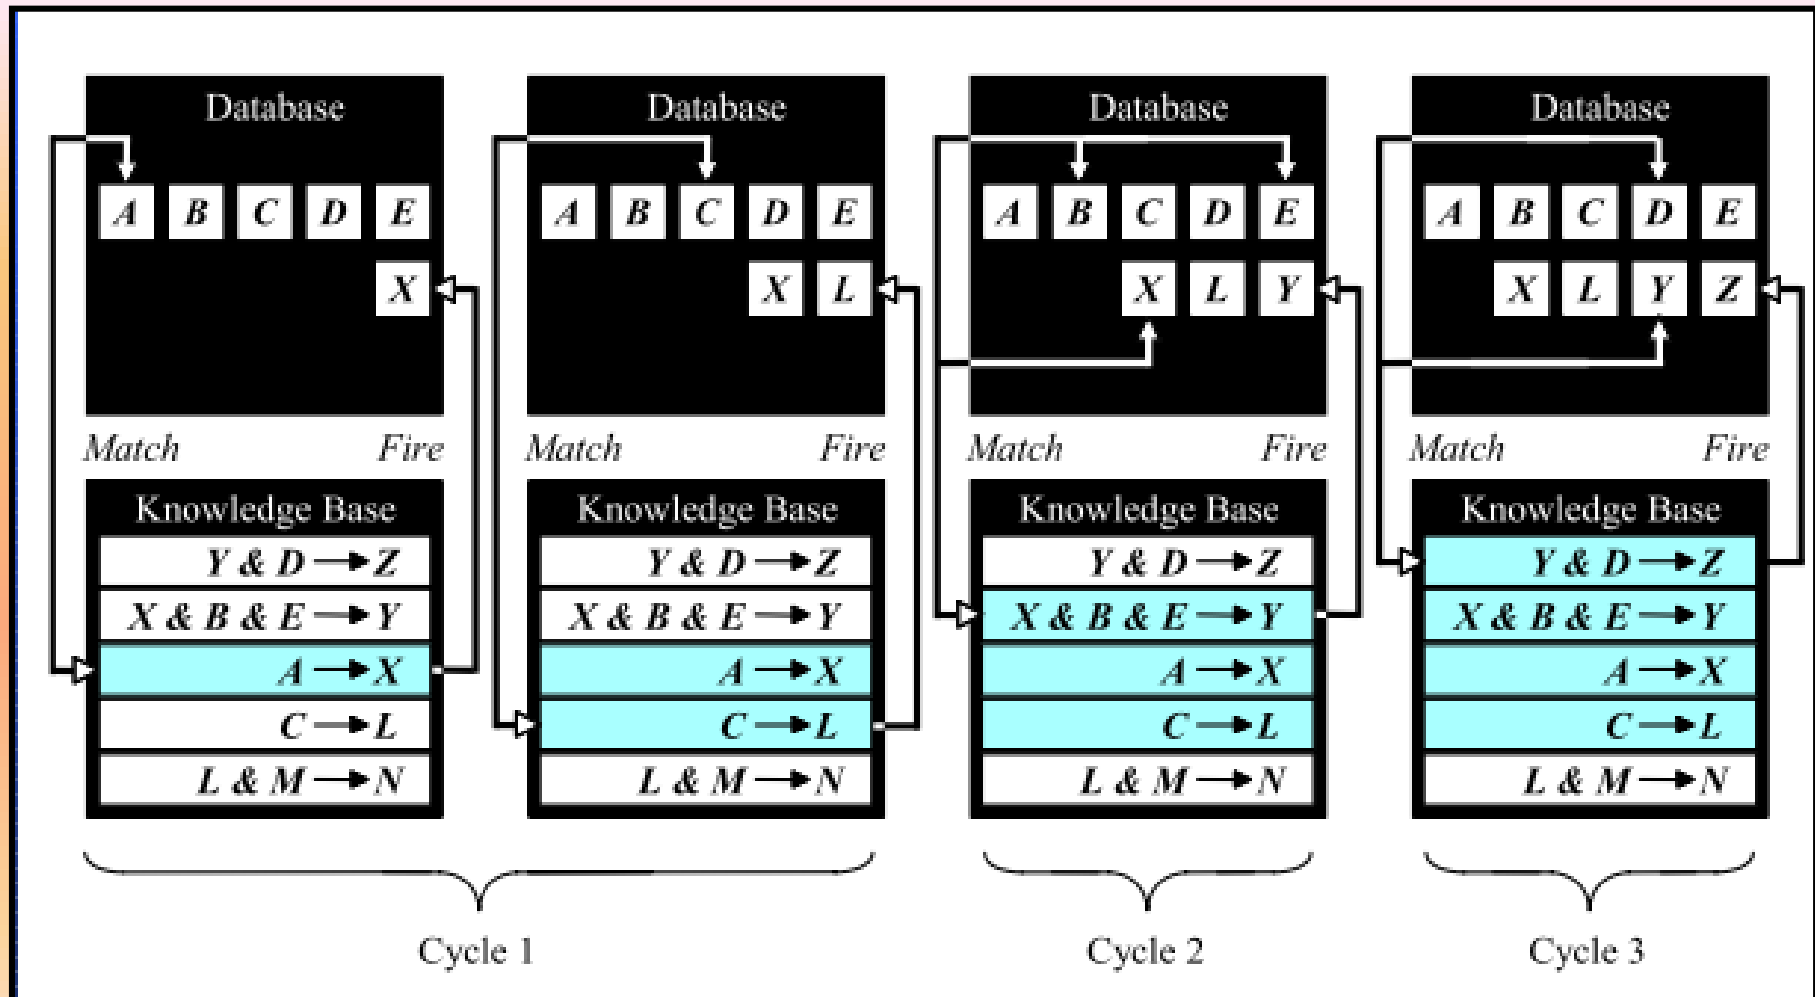 Database
A B C D E
X
Match Fire
Knowledge Base
Y & D → Z
X & B & E → Y
A → X
C → L
L & M → N
Database
A B C D E
X L
Match Fire
Knowledge Base
Y & D → Z
X & B & E → Y
A → X
C → L
L & M → N
Cycle 1
Database
A B C D E
X L Y
Match Fire
Knowledge Base
Y & D → Z
X & B & E → Y
A → X
C → L
L & M → N
Cycle 2
Database
A B C D E
X L Y Z
Match Fire
Knowledge Base
Y & D → Z
X & B & E → Y
A → X
C → L
L & M → N
Cycle 3